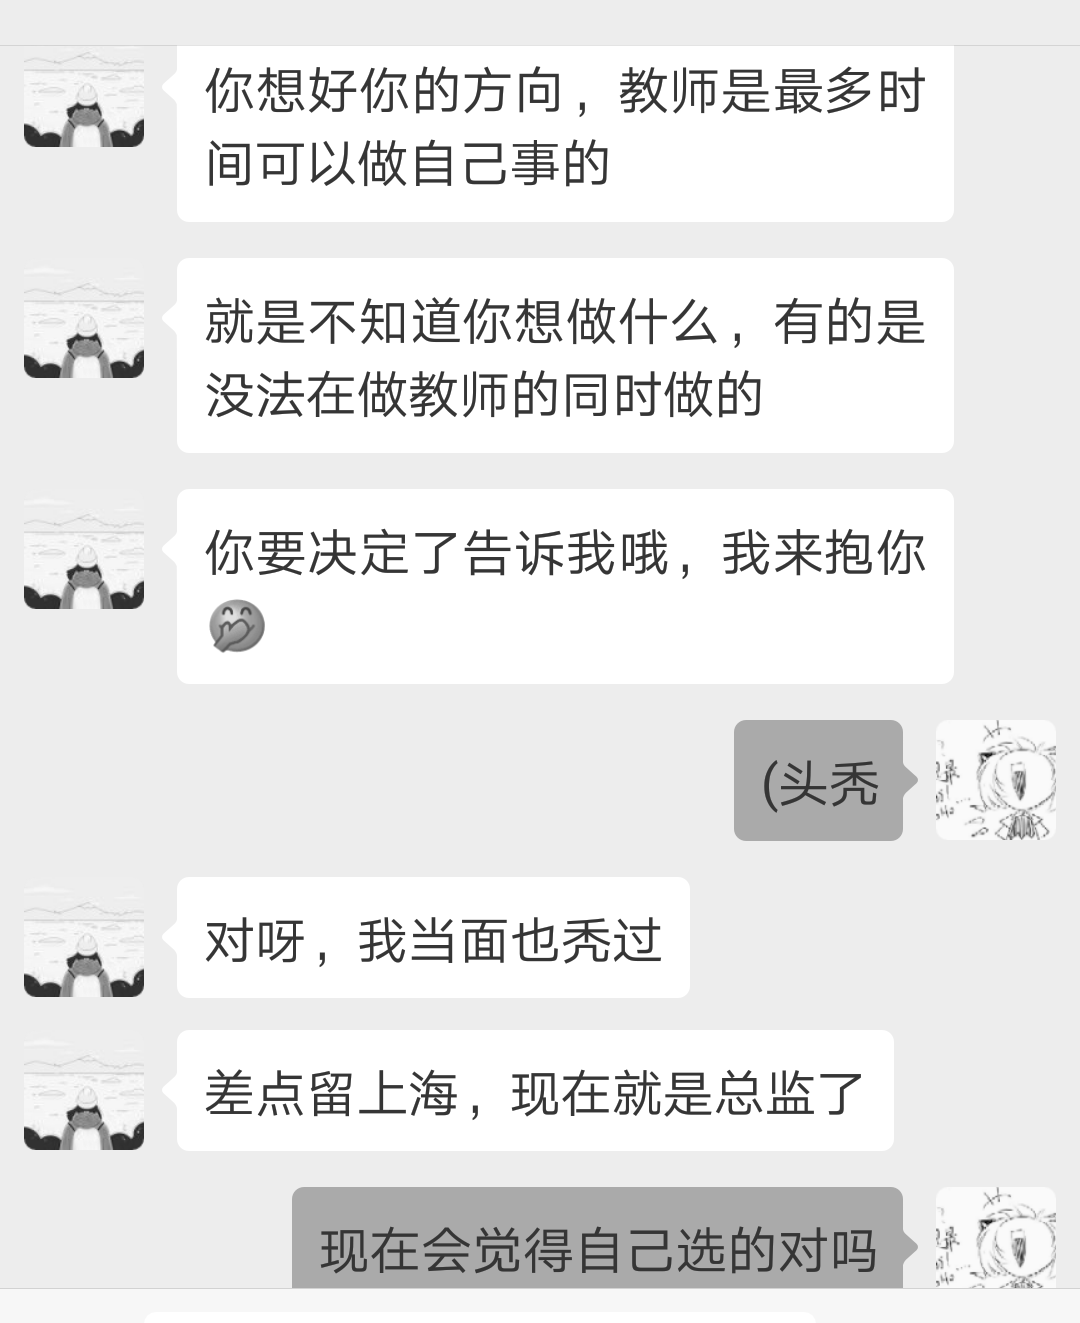 你想好你的方向，教师是最多时
间可以做自己事的
就是不知道你想做什么，有的是
没法在做教师的同时做的
你要决定了告诉我哦，我来抱你
(头秃
对呀，我当面也秃过
差点留上海，现在就是总监了
现在会觉得自己选的对吗